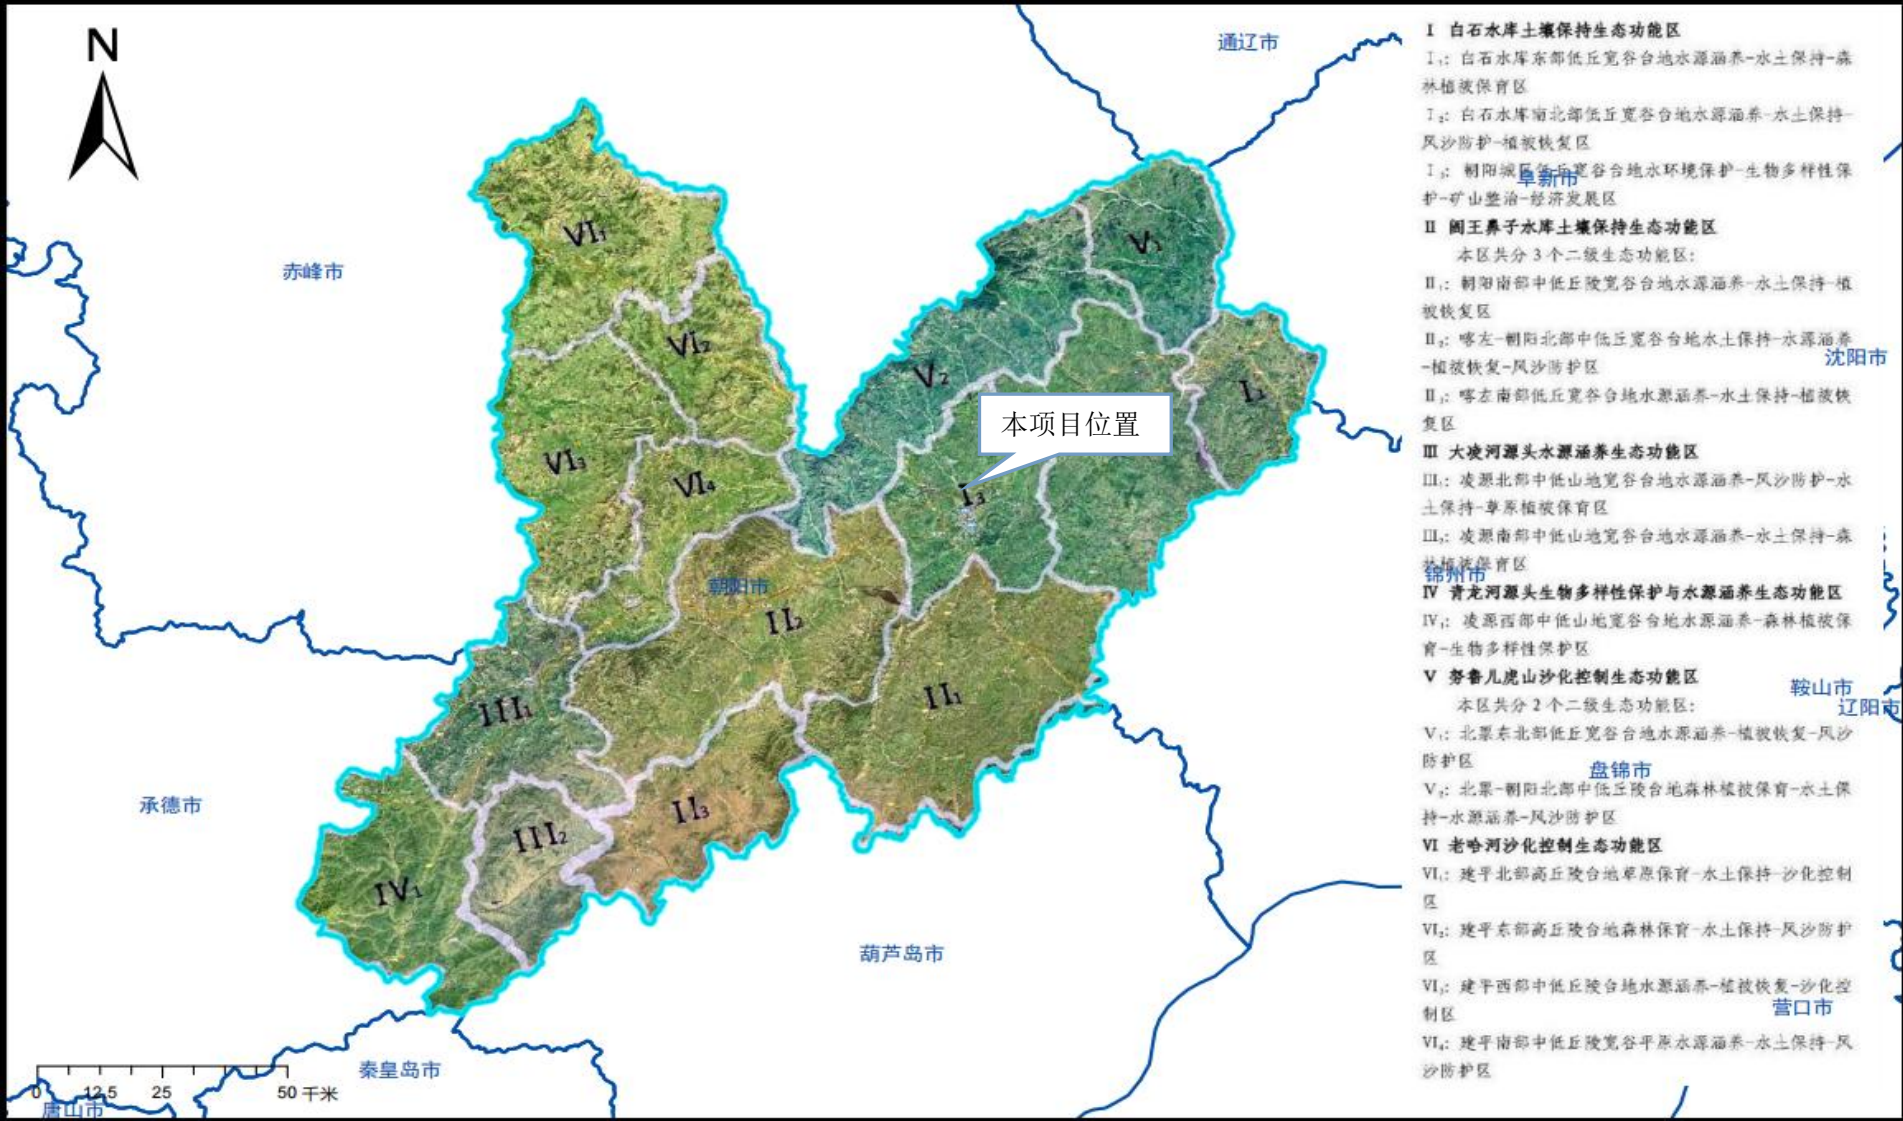 N
通辽市
赤峰市
阜新市
沈阳市
本项目位置
朝阳市
锦州市
鞍山市
辽阳市
盘锦市
承德市
葫芦岛市
营口市
秦皇岛市
唐山市
VI₁
VI₂
VI₃
VI₄
V₁
V₂
I₁
I₃
II₂
II₁
II₃
III₁
III₂
IV₁
0 12.5 25 50 千米
I 白石水库土壤保持生态功能区
I₁: 白石水库东部低丘宽谷台地水源涵养-水土保持-森
林植被保育区
I₂: 白石水库南北部低丘宽谷台地水源涵养-水土保持-
风沙防护-植被恢复区
I₃: 朝阳城区低丘宽谷台地水环境保护-生物多样性保
护-矿山整治-经济发展区
II 阎王鼻子水库土壤保持生态功能区
本区共分 3 个二级生态功能区:
II₁: 朝阳南部中低丘陵宽谷台地水源涵养-水土保持-植
被恢复区
II₂: 喀左-朝阳北部中低丘宽谷台地水土保持-水源涵养
-植被恢复-风沙防护区
II₃: 喀左南部低丘宽谷台地水源涵养-水土保持-植被恢
复区
III 大凌河源头水源涵养生态功能区
III₁: 凌源北部中低山地宽谷台地水源涵养-风沙防护-水
土保持-草原植被保育区
III₂: 凌源南部中低山地宽谷台地水源涵养-水土保持-森
林植被保育区
IV 青龙河源头生物多样性保护与水源涵养生态功能区
IV₁: 凌源西部中低山地宽谷台地水源涵养-森林植被保
育-生物多样性保护区
V 努鲁儿虎山沙化控制生态功能区
本区共分 2 个二级生态功能区:
V₁: 北票东北部低丘宽谷台地水源涵养-植被恢复-风沙
防护区
V₂: 北票-朝阳北部中低丘陵台地森林植被保育-水土保
持-水源涵养-风沙防护区
VI 老哈河沙化控制生态功能区
VI₁: 建平北部高丘陵台地草原保育-水土保持-沙化控制
区
VI₂: 建平东部高丘陵台地森林保育-水土保持-风沙防护
区
VI₃: 建平西部中低丘陵台地水源涵养-植被恢复-沙化控
制区
VI₄: 建平南部中低丘陵宽谷平原水源涵养-水土保持-风
沙防护区